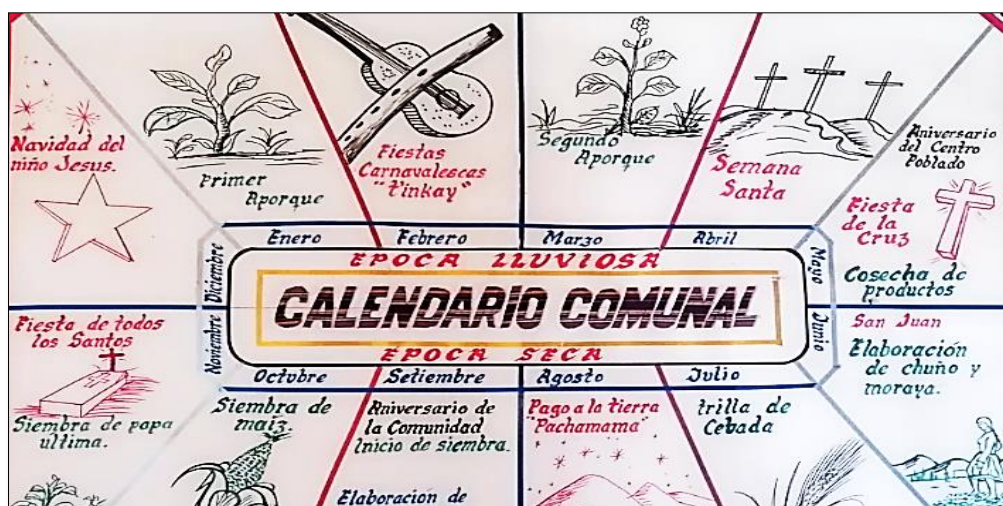 Navidad del
niño Jesus.
Primer
Aporque
Fiestas
Carnavalescas
"Tinkay"
Segundo
Aporque
Semana
Santa
Aniversario
del Centro
Poblado
Fiesta
de la
Cruz
Cosecha de
productos
Diciembre
Enero
Febrero
Marzo
Abril
Mayo
EPOCA LLUVIOSA
CALENDARIO COMUNAL
EPOCA SECA
Noviembre
Octubre
Setiembre
Agosto
Julio
Junio
Fiesta de todos
los Santos
Siembra de papa
ultima.
Siembra de
maiz.
Aniversario de
la Comunidad
Inicio de siembra.
Elaboración de
Pago a la tierra
"Pachamama"
trilla de
Cebada
San Juan
Elaboración
de chuño y
moraya.